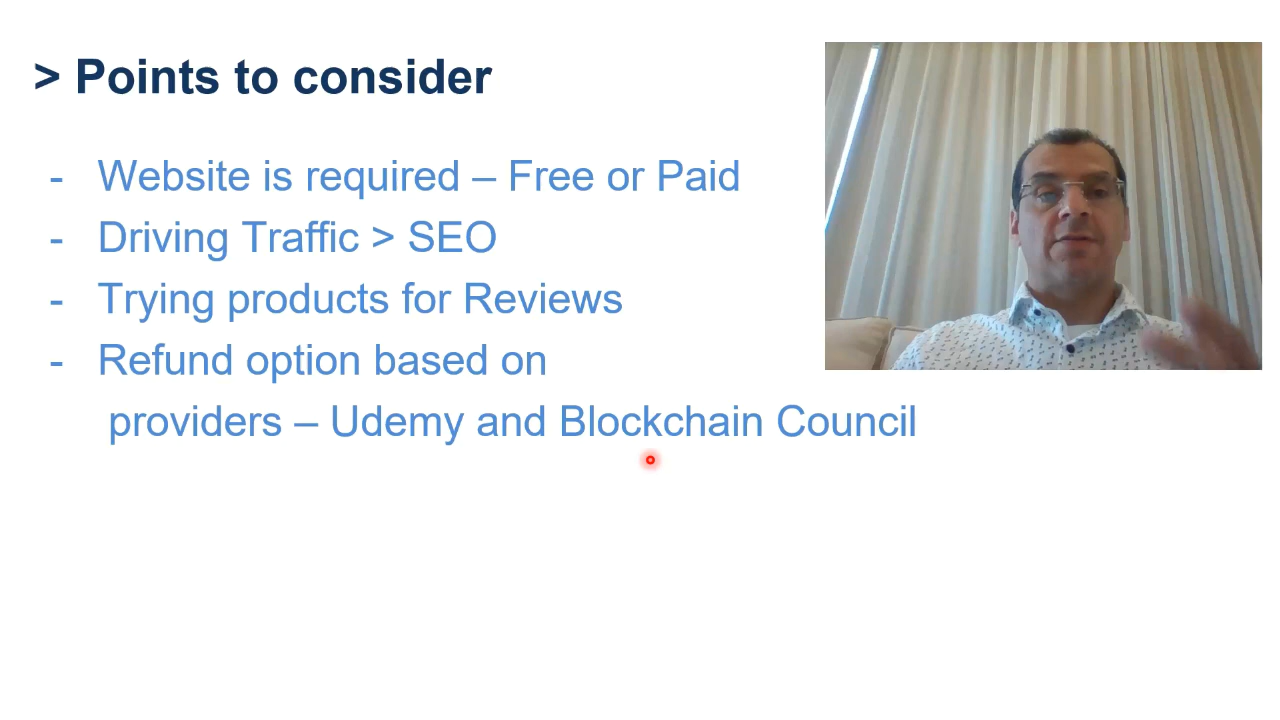 > Points to consider
- Website is required – Free or Paid
- Driving Traffic > SEO
- Trying products for Reviews
- Refund option based on
providers – Udemy and Blockchain Council